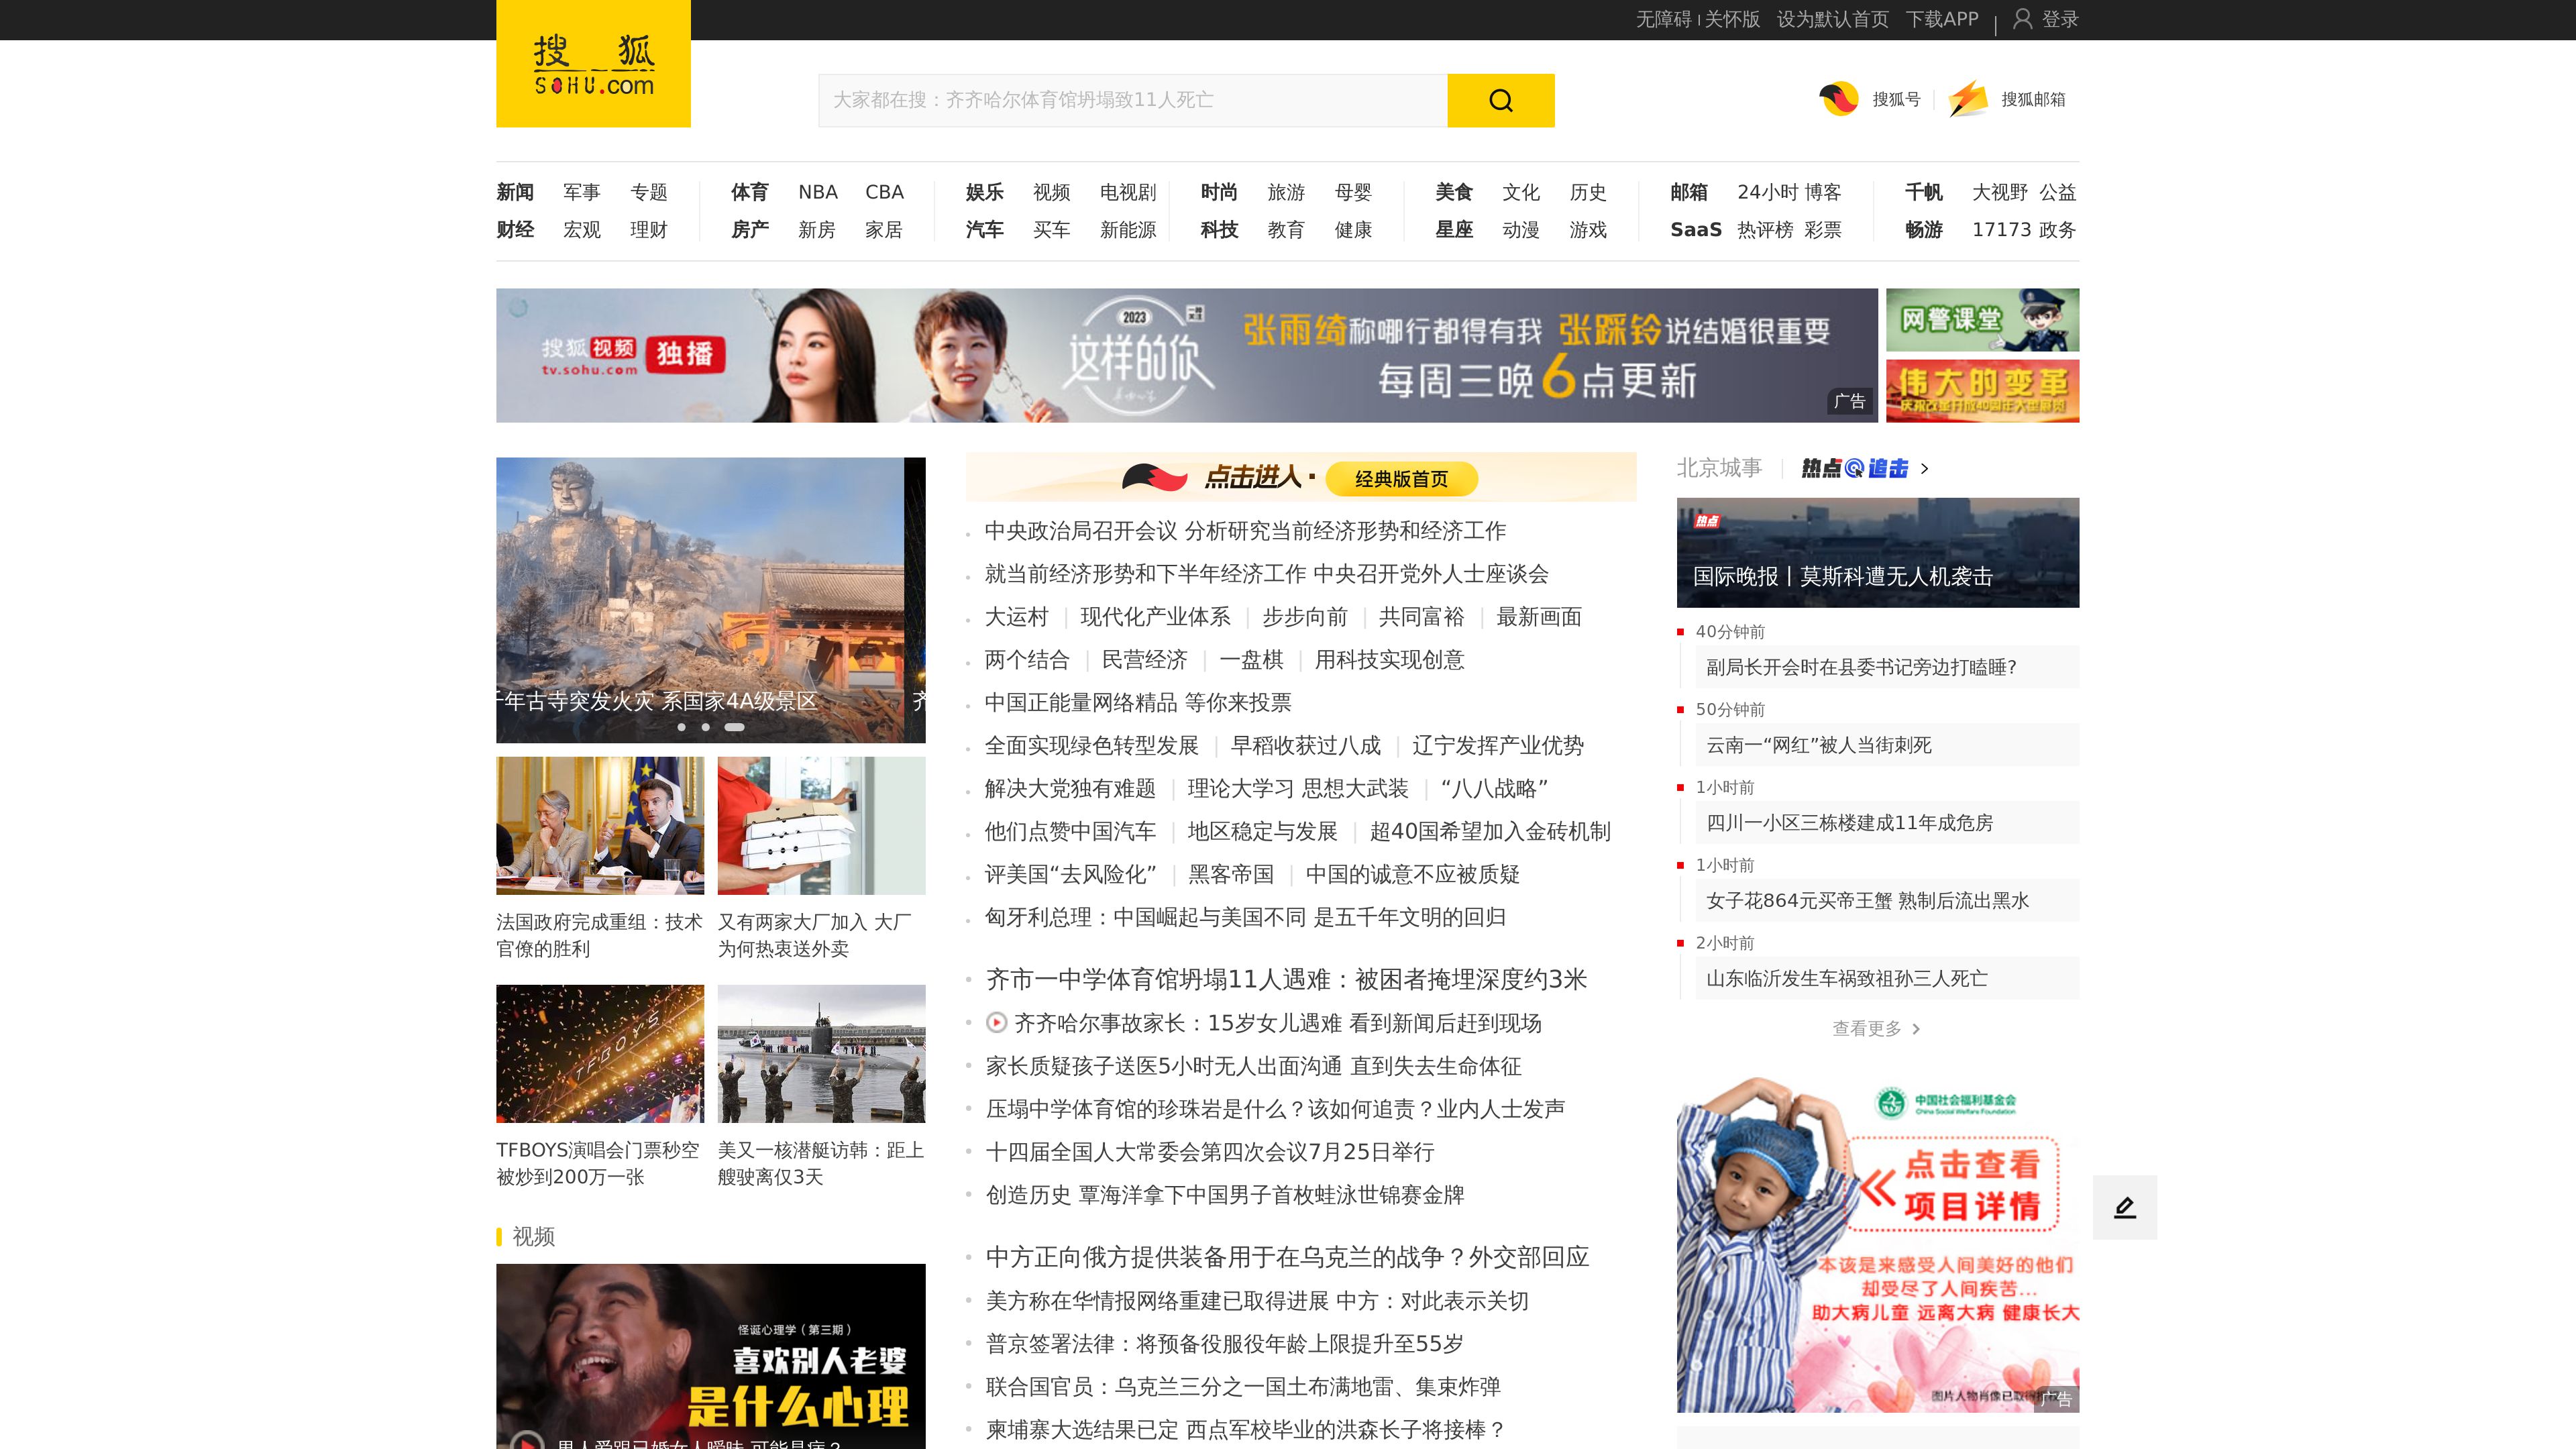 无障碍
关怀版
设为默认首页
下载APP
登录
搜狐
SOHU.com
大家都在搜：齐齐哈尔体育馆坍塌致11人死亡
搜狐号
搜狐邮箱
新闻 军事 专题 体育 NBA CBA 娱乐 视频 电视剧 时尚 旅游 母婴 美食 文化 历史 邮箱 24小时 博客 千帆 大视野 公益
财经 宏观 理财 房产 新房 家居 汽车 买车 新能源 科技 教育 健康 星座 动漫 游戏 SaaS 热评榜 彩票 畅游 17173 政务
搜狐视频 独播
tv.sohu.com
2023
这样的你
张雨绮称哪行都得有我 张踩铃说结婚很重要
每周三晚6点更新
广告
网警课堂
伟大的变革
庆祝改革开放40周年大型展览
千年古寺突发火灾 系国家4A级景区
齐
法国政府完成重组：技术
官僚的胜利
又有两家大厂加入 大厂
为何热衷送外卖
TFBOYS
TFBOYS演唱会门票秒空
被炒到200万一张
美又一核潜艇访韩：距上
艘驶离仅3天
视频
怪诞心理学（第三期）
喜欢别人老婆
是什么心理
男人爱跟已婚女人暧昧 可能是病？
点击进入·
经典版首页
中央政治局召开会议 分析研究当前经济形势和经济工作
就当前经济形势和下半年经济工作 中央召开党外人士座谈会
大运村 | 现代化产业体系 | 步步向前 | 共同富裕 | 最新画面
两个结合 | 民营经济 | 一盘棋 | 用科技实现创意
中国正能量网络精品 等你来投票
全面实现绿色转型发展 | 早稻收获过八成 | 辽宁发挥产业优势
解决大党独有难题 | 理论大学习 思想大武装 | “八八战略”
他们点赞中国汽车 | 地区稳定与发展 | 超40国希望加入金砖机制
评美国“去风险化” | 黑客帝国 | 中国的诚意不应被质疑
匈牙利总理：中国崛起与美国不同 是五千年文明的回归
齐市一中学体育馆坍塌11人遇难：被困者掩埋深度约3米
齐齐哈尔事故家长：15岁女儿遇难 看到新闻后赶到现场
家长质疑孩子送医5小时无人出面沟通 直到失去生命体征
压塌中学体育馆的珍珠岩是什么？该如何追责？业内人士发声
十四届全国人大常委会第四次会议7月25日举行
创造历史 覃海洋拿下中国男子首枚蛙泳世锦赛金牌
中方正向俄方提供装备用于在乌克兰的战争？外交部回应
美方称在华情报网络重建已取得进展 中方：对此表示关切
普京签署法律：将预备役服役年龄上限提升至55岁
联合国官员：乌克兰三分之一国土布满地雷、集束炸弹
柬埔寨大选结果已定 西点军校毕业的洪森长子将接棒？
北京城事
热点追击
热点
国际晚报丨莫斯科遭无人机袭击
40分钟前
副局长开会时在县委书记旁边打瞌睡?
50分钟前
云南一“网红”被人当街刺死
1小时前
四川一小区三栋楼建成11年成危房
1小时前
女子花864元买帝王蟹 熟制后流出黑水
2小时前
山东临沂发生车祸致祖孙三人死亡
查看更多
中国社会福利基金会
China Social Welfare Foundation
点击查看
项目详情
本该是来感受人间美好的他们
却受尽了人间疾苦...
助大病儿童 远离大病 健康长大
图片人物肖像已取得授权
广告